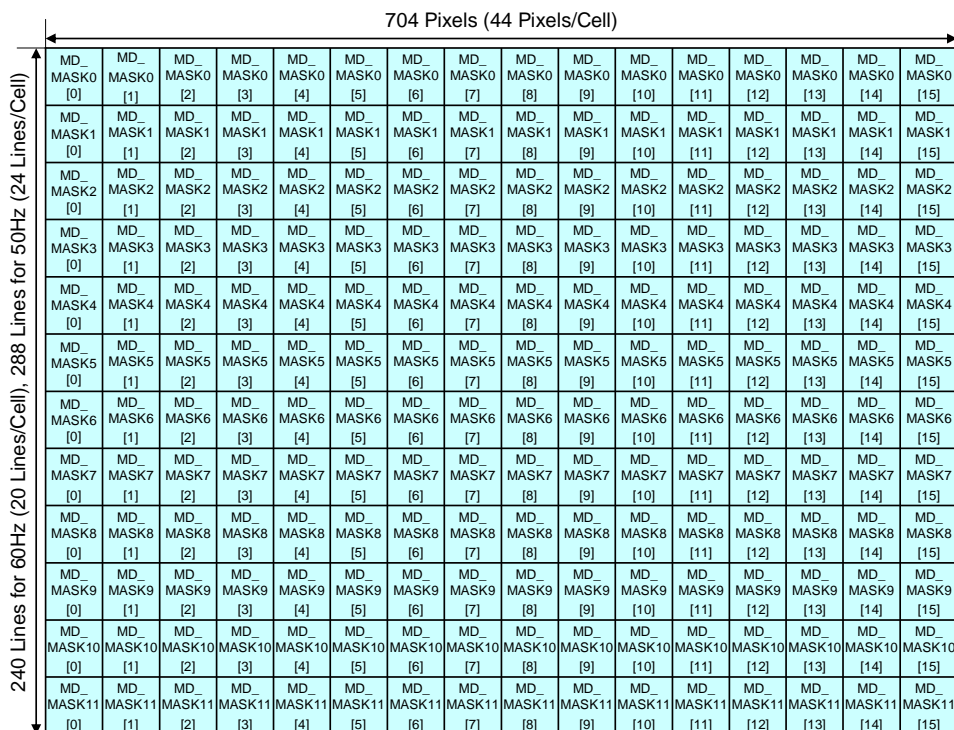 704 Pixels (44 Pixels/Cell)
240 Lines for 60Hz (20 Lines/Cell), 288 Lines for 50Hz (24 Lines/Cell)
MD_ MD_ MD_ MD_ MD_ MD_ MD_ MD_ MD_ MD_ MD_ MD_ MD_ MD_ MD_ MD_
MASK0 MASK0 MASK0 MASK0 MASK0 MASK0 MASK0 MASK0 MASK0 MASK0 MASK0 MASK0 MASK0 MASK0 MASK0 MASK0
[0] [1] [2] [3] [4] [5] [6] [7] [8] [9] [10] [11] [12] [13] [14] [15]
MD_ MD_ MD_ MD_ MD_ MD_ MD_ MD_ MD_ MD_ MD_ MD_ MD_ MD_ MD_ MD_
MASK1 MASK1 MASK1 MASK1 MASK1 MASK1 MASK1 MASK1 MASK1 MASK1 MASK1 MASK1 MASK1 MASK1 MASK1 MASK1
[0] [1] [2] [3] [4] [5] [6] [7] [8] [9] [10] [11] [12] [13] [14] [15]
MD_ MD_ MD_ MD_ MD_ MD_ MD_ MD_ MD_ MD_ MD_ MD_ MD_ MD_ MD_ MD_
MASK2 MASK2 MASK2 MASK2 MASK2 MASK2 MASK2 MASK2 MASK2 MASK2 MASK2 MASK2 MASK2 MASK2 MASK2 MASK2
[0] [1] [2] [3] [4] [5] [6] [7] [8] [9] [10] [11] [12] [13] [14] [15]
MD_ MD_ MD_ MD_ MD_ MD_ MD_ MD_ MD_ MD_ MD_ MD_ MD_ MD_ MD_ MD_
MASK3 MASK3 MASK3 MASK3 MASK3 MASK3 MASK3 MASK3 MASK3 MASK3 MASK3 MASK3 MASK3 MASK3 MASK3 MASK3
[0] [1] [2] [3] [4] [5] [6] [7] [8] [9] [10] [11] [12] [13] [14] [15]
MD_ MD_ MD_ MD_ MD_ MD_ MD_ MD_ MD_ MD_ MD_ MD_ MD_ MD_ MD_ MD_
MASK4 MASK4 MASK4 MASK4 MASK4 MASK4 MASK4 MASK4 MASK4 MASK4 MASK4 MASK4 MASK4 MASK4 MASK4 MASK4
[0] [1] [2] [3] [4] [5] [6] [7] [8] [9] [10] [11] [12] [13] [14] [15]
MD_ MD_ MD_ MD_ MD_ MD_ MD_ MD_ MD_ MD_ MD_ MD_ MD_ MD_ MD_ MD_
MASK5 MASK5 MASK5 MASK5 MASK5 MASK5 MASK5 MASK5 MASK5 MASK5 MASK5 MASK5 MASK5 MASK5 MASK5 MASK5
[0] [1] [2] [3] [4] [5] [6] [7] [8] [9] [10] [11] [12] [13] [14] [15]
MD_ MD_ MD_ MD_ MD_ MD_ MD_ MD_ MD_ MD_ MD_ MD_ MD_ MD_ MD_ MD_
MASK6 MASK6 MASK6 MASK6 MASK6 MASK6 MASK6 MASK6 MASK6 MASK6 MASK6 MASK6 MASK6 MASK6 MASK6 MASK6
[0] [1] [2] [3] [4] [5] [6] [7] [8] [9] [10] [11] [12] [13] [14] [15]
MD_ MD_ MD_ MD_ MD_ MD_ MD_ MD_ MD_ MD_ MD_ MD_ MD_ MD_ MD_ MD_
MASK7 MASK7 MASK7 MASK7 MASK7 MASK7 MASK7 MASK7 MASK7 MASK7 MASK7 MASK7 MASK7 MASK7 MASK7 MASK7
[0] [1] [2] [3] [4] [5] [6] [7] [8] [9] [10] [11] [12] [13] [14] [15]
MD_ MD_ MD_ MD_ MD_ MD_ MD_ MD_ MD_ MD_ MD_ MD_ MD_ MD_ MD_ MD_
MASK8 MASK8 MASK8 MASK8 MASK8 MASK8 MASK8 MASK8 MASK8 MASK8 MASK8 MASK8 MASK8 MASK8 MASK8 MASK8
[0] [1] [2] [3] [4] [5] [6] [7] [8] [9] [10] [11] [12] [13] [14] [15]
MD_ MD_ MD_ MD_ MD_ MD_ MD_ MD_ MD_ MD_ MD_ MD_ MD_ MD_ MD_ MD_
MASK9 MASK9 MASK9 MASK9 MASK9 MASK9 MASK9 MASK9 MASK9 MASK9 MASK9 MASK9 MASK9 MASK9 MASK9 MASK9
[0] [1] [2] [3] [4] [5] [6] [7] [8] [9] [10] [11] [12] [13] [14] [15]
MD_ MD_ MD_ MD_ MD_ MD_ MD_ MD_ MD_ MD_ MD_ MD_ MD_ MD_ MD_ MD_
MASK10 MASK10 MASK10 MASK10 MASK10 MASK10 MASK10 MASK10 MASK10 MASK10 MASK10 MASK10 MASK10 MASK10 MASK10 MASK10
[0] [1] [2] [3] [4] [5] [6] [7] [8] [9] [10] [11] [12] [13] [14] [15]
MD_ MD_ MD_ MD_ MD_ MD_ MD_ MD_ MD_ MD_ MD_ MD_ MD_ MD_ MD_ MD_
MASK11 MASK11 MASK11 MASK11 MASK11 MASK11 MASK11 MASK11 MASK11 MASK11 MASK11 MASK11 MASK11 MASK11 MASK11 MASK11
[0] [1] [2] [3] [4] [5] [6] [7] [8] [9] [10] [11] [12] [13] [14] [15]